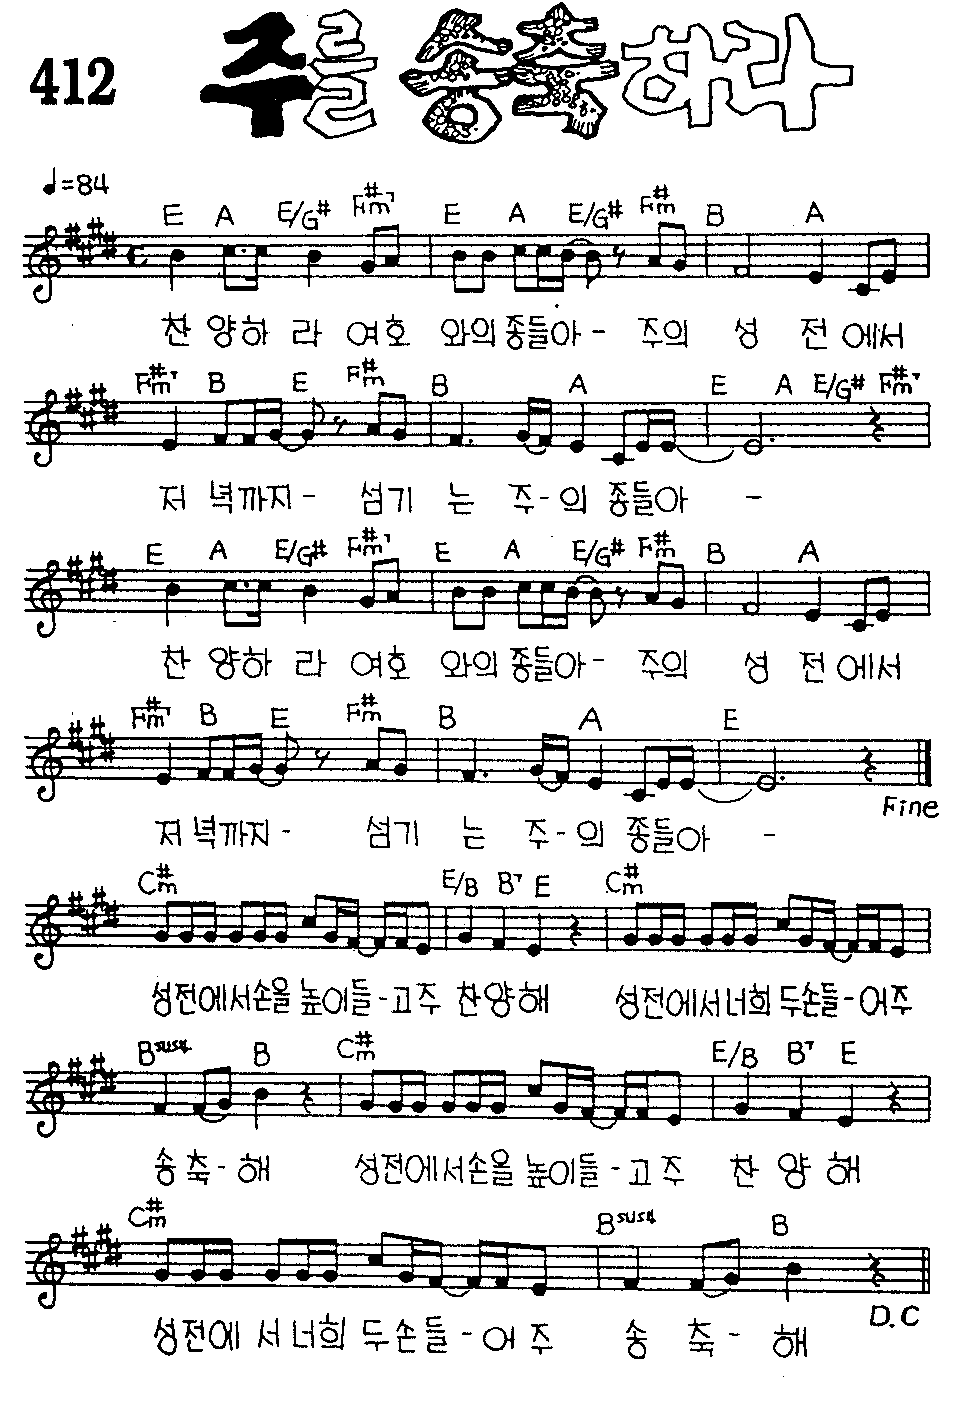 412 주를 송축하라
♩=84
E A E/G# F#m7 E A E/G# F#m B A
찬 양하 라 여호 와의종들아- 주의 성 전에서
F#m7 B E F#m B A E A E/G# F#m7
저 녁까지- 섬기 는 주-의 종들아 -
E A E/G# F#m7 E A E/G# F#m B A
찬 양하 라 여호 와의종들아- 주의 성 전에서
F#m7 B E F#m B A E
Fine
저 녁까지- 섬기 는 주-의 종들아 -
C#m E/B B7 E C#m
성전에서손을 높이들-고주 찬양해 성전에서너희 두손들-어주
Bsus4 B C#m E/B B7 E
송축-해 성전에서손을 높이들-고주 찬 양 해
C#m Bsus4 B
D.C
성전에 서 너희 두손들-어 주 송 축- 해